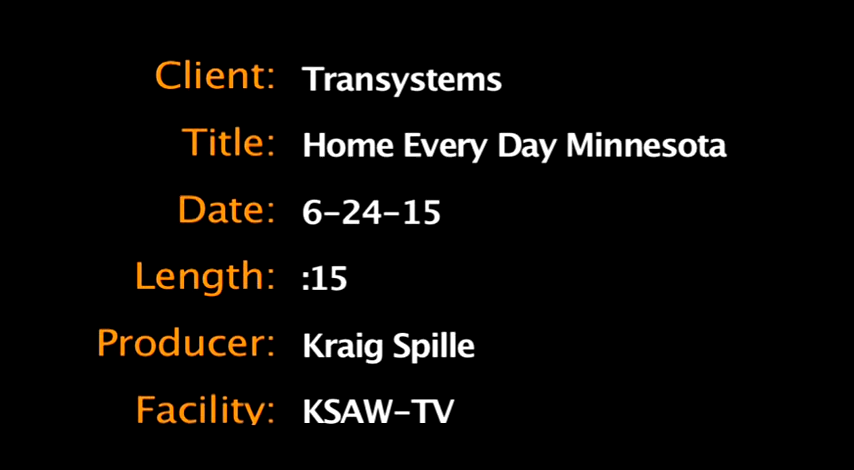 Client: Transystems
Title: Home Every Day Minnesota
Date: 6-24-15
Length: :15
Producer: Kraig Spille
Facility: KSAW-TV